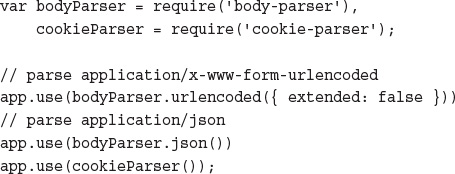 var bodyParser = require('body-parser'),
    cookieParser = require('cookie-parser');

// parse application/x-www-form-urlencoded
app.use(bodyParser.urlencoded({ extended: false }))
// parse application/json
app.use(bodyParser.json())
app.use(cookieParser());